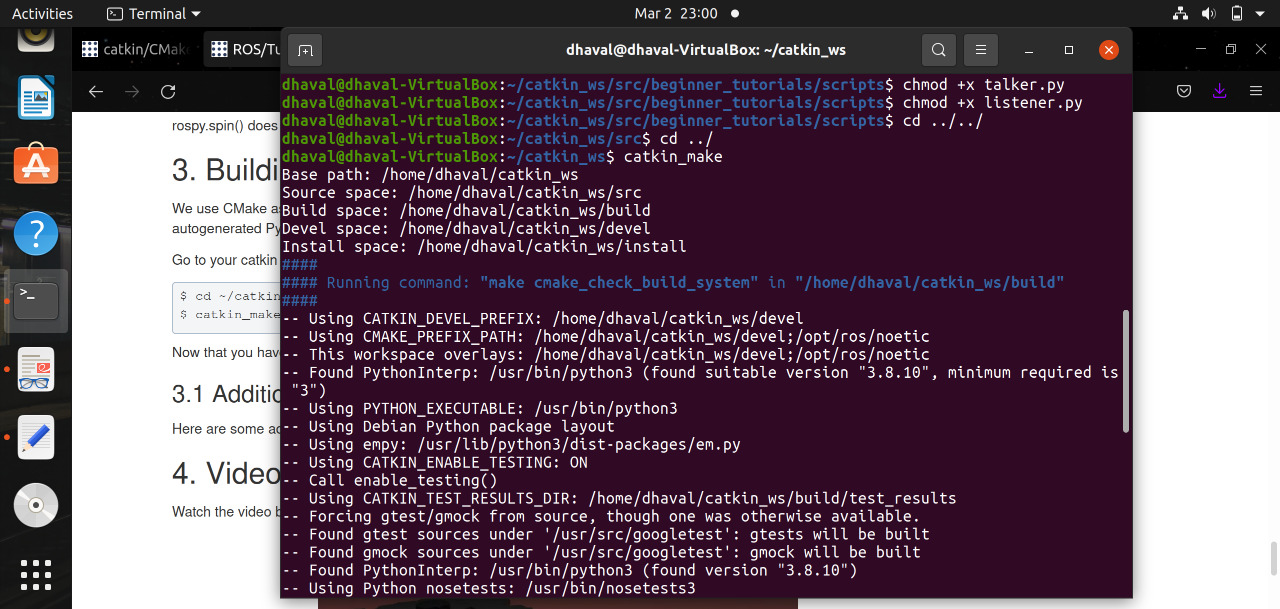 Activities
Terminal
Mar 2 23:00
catkin/CMak
ROS/Tu
dhaval@dhaval-VirtualBox: ~/catkin_ws
rospy.spin() does
3. Buildi
We use CMake as
autogenerated Py
Go to your catkin
$ cd ~/catkin
$ catkin_make
Now that you hav
3.1 Additio
Here are some ad
4. Video
Watch the video b
dhaval@dhaval-VirtualBox:~/catkin_ws/src/beginner_tutorials/scripts$ chmod +x talker.py
dhaval@dhaval-VirtualBox:~/catkin_ws/src/beginner_tutorials/scripts$ chmod +x listener.py
dhaval@dhaval-VirtualBox:~/catkin_ws/src/beginner_tutorials/scripts$ cd ../../
dhaval@dhaval-VirtualBox:~/catkin_ws/src$ cd ../
dhaval@dhaval-VirtualBox:~/catkin_ws$ catkin_make
Base path: /home/dhaval/catkin_ws
Source space: /home/dhaval/catkin_ws/src
Build space: /home/dhaval/catkin_ws/build
Devel space: /home/dhaval/catkin_ws/devel
Install space: /home/dhaval/catkin_ws/install
####
#### Running command: "make cmake_check_build_system" in "/home/dhaval/catkin_ws/build"
####
-- Using CATKIN_DEVEL_PREFIX: /home/dhaval/catkin_ws/devel
-- Using CMAKE_PREFIX_PATH: /home/dhaval/catkin_ws/devel;/opt/ros/noetic
-- This workspace overlays: /home/dhaval/catkin_ws/devel;/opt/ros/noetic
-- Found PythonInterp: /usr/bin/python3 (found suitable version "3.8.10", minimum required is
"3")
-- Using PYTHON_EXECUTABLE: /usr/bin/python3
-- Using Debian Python package layout
-- Using empy: /usr/lib/python3/dist-packages/em.py
-- Using CATKIN_ENABLE_TESTING: ON
-- Call enable_testing()
-- Using CATKIN_TEST_RESULTS_DIR: /home/dhaval/catkin_ws/build/test_results
-- Forcing gtest/gmock from source, though one was otherwise available.
-- Found gtest sources under '/usr/src/googletest': gtests will be built
-- Found gmock sources under '/usr/src/googletest': gmock will be built
-- Found PythonInterp: /usr/bin/python3 (found version "3.8.10")
-- Using Python nosetests: /usr/bin/nosetests3